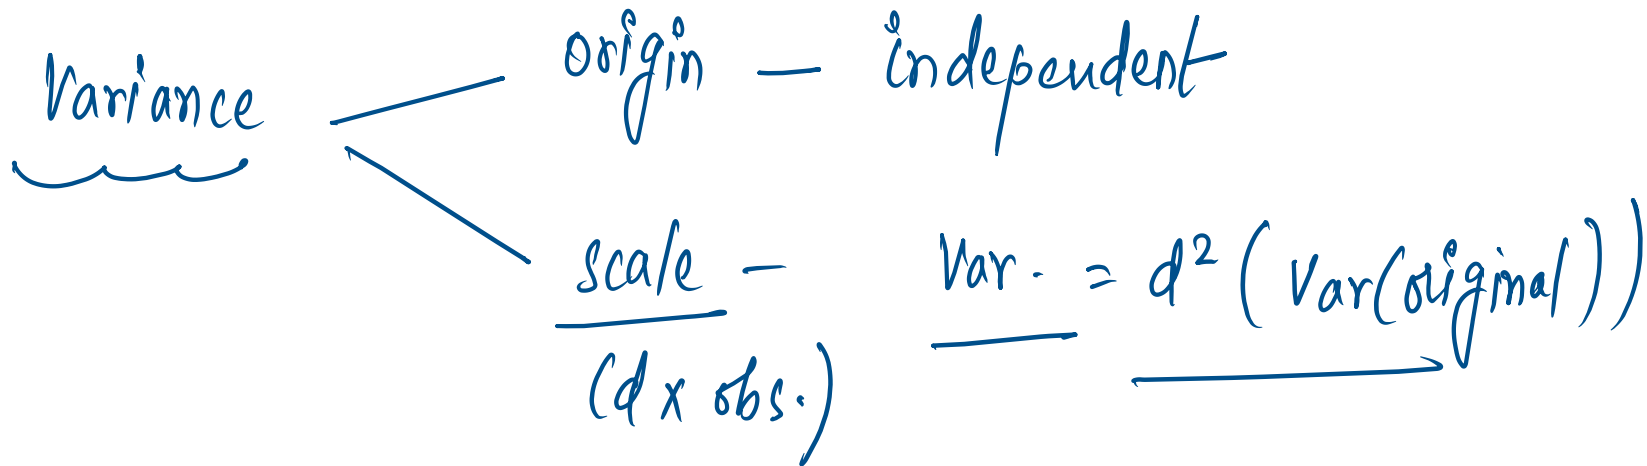 Variance
origin — independent
scale — Var. = d² (Var(original))
(d x obs.)